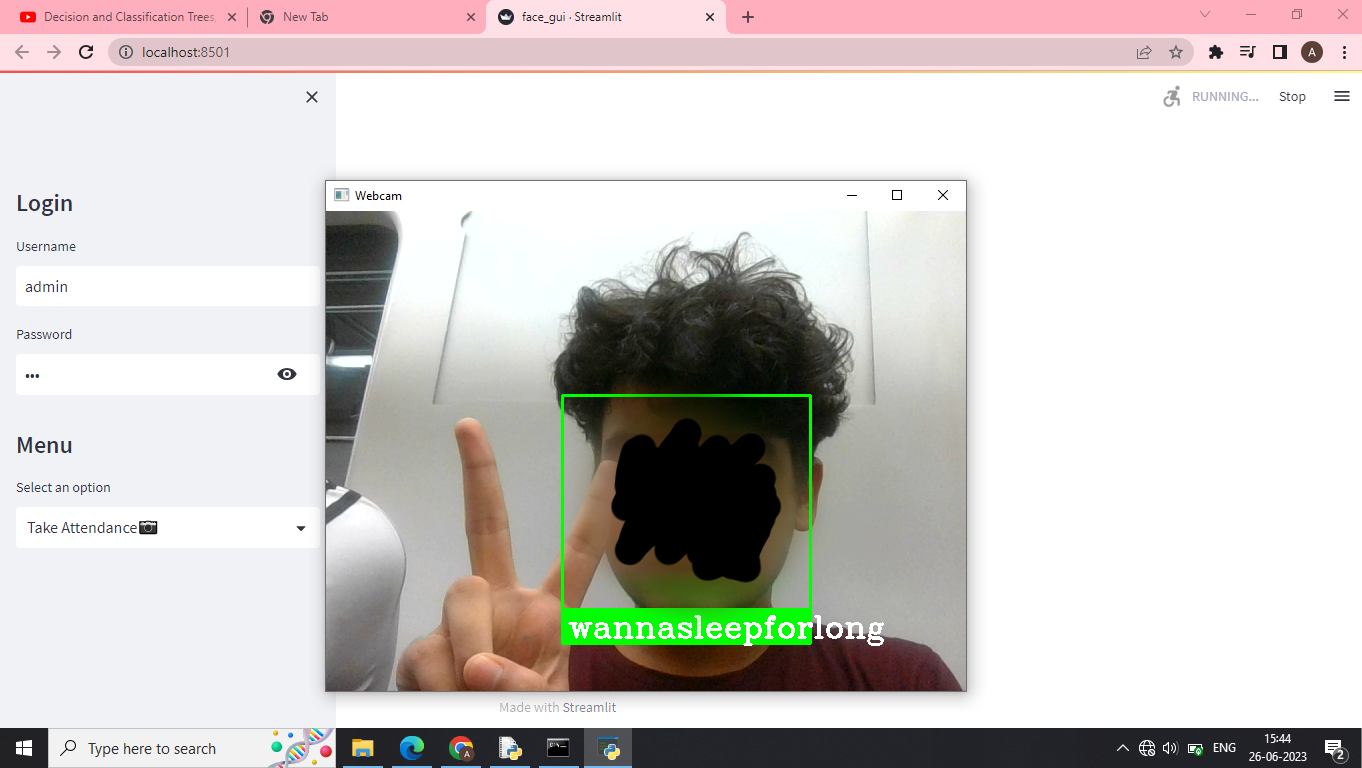 Decision and Classification Trees,
New Tab
face_gui · Streamlit
localhost:8501
A
RUNNING...
Stop
Login
Username
admin
Password
•••
Menu
Select an option
Take Attendance📷
Webcam
wannasleepforlong
Made with Streamlit
Type here to search
A
ENG
15:44
26-06-2023
2